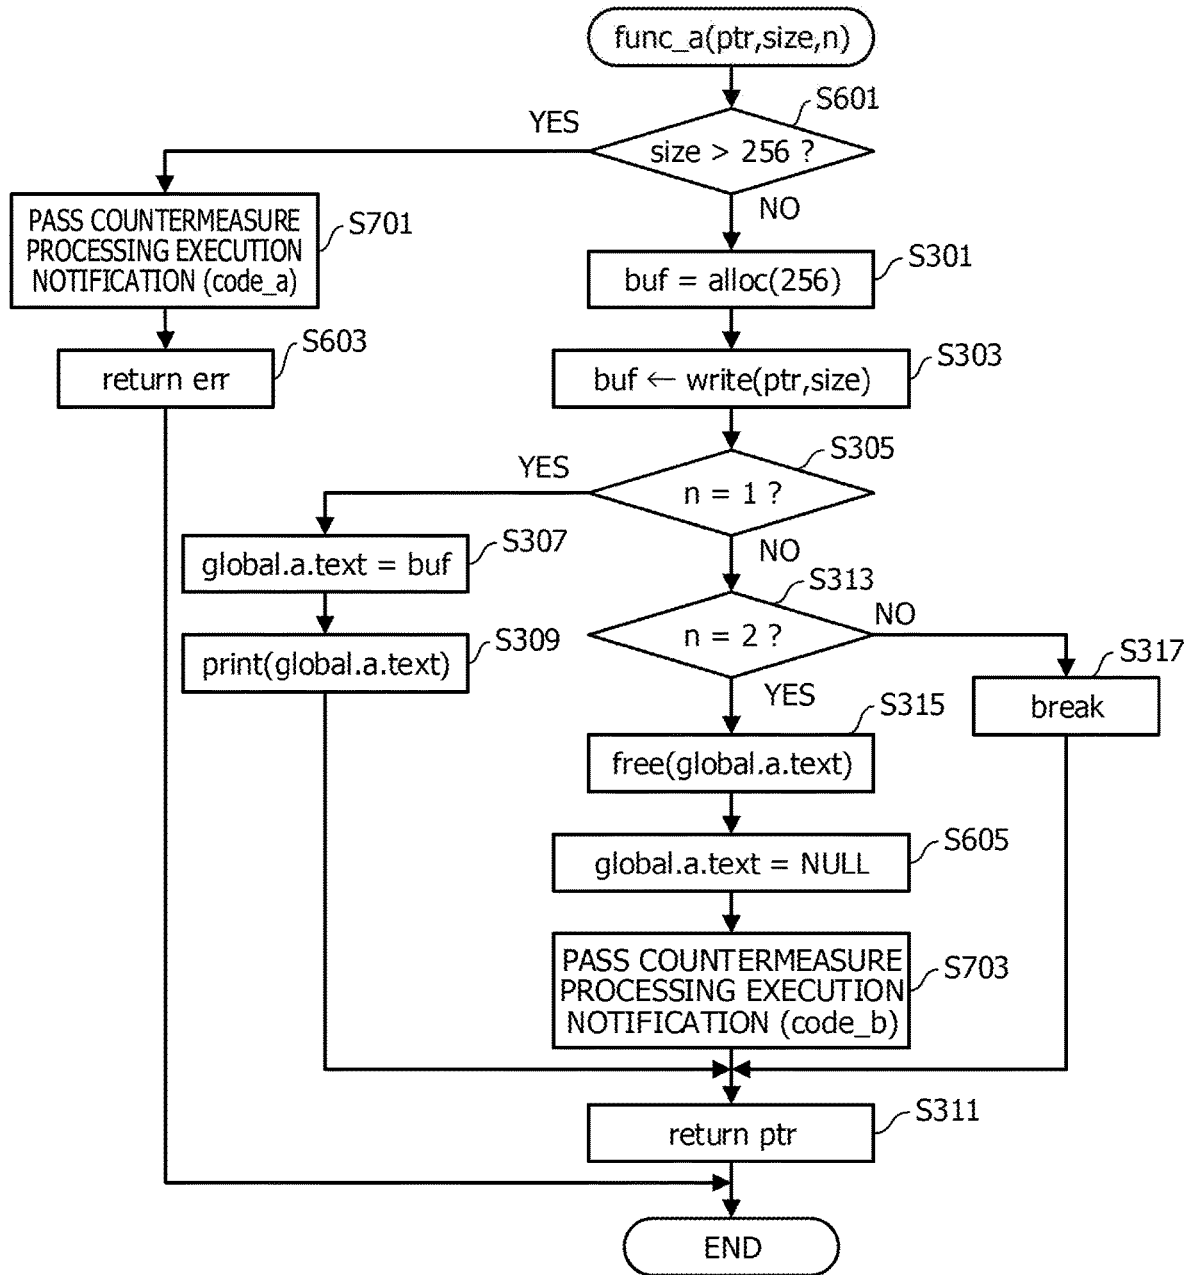 func_a(ptr,size,n)
S601
YES
size > 256 ?
NO
PASS COUNTERMEASURE
PROCESSING EXECUTION
NOTIFICATION (code_a)
S701
S301
buf = alloc(256)
S603
return err
S303
buf ← write(ptr,size)
S305
YES
n = 1 ?
NO
S307
global.a.text = buf
S313
n = 2 ?
NO
YES
S309
print(global.a.text)
S317
break
S315
free(global.a.text)
S605
global.a.text = NULL
PASS COUNTERMEASURE
PROCESSING EXECUTION
NOTIFICATION (code_b)
S703
S311
return ptr
END